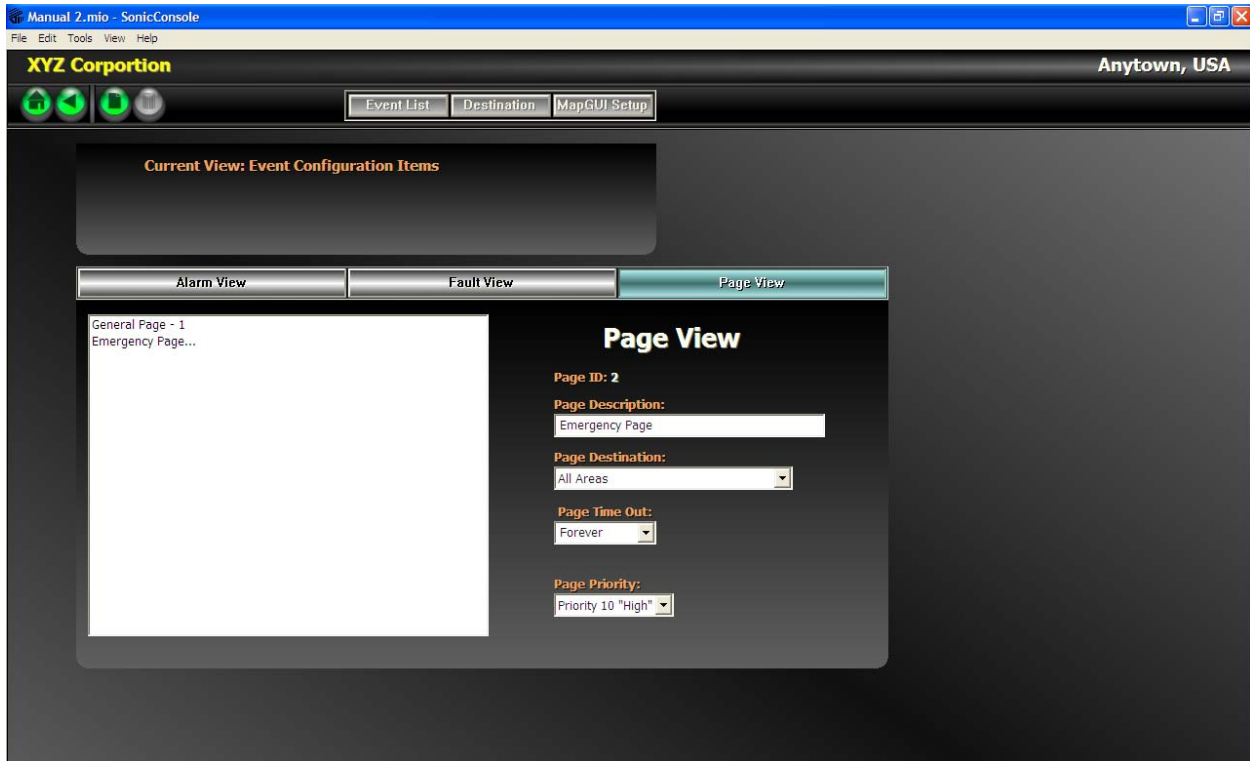 Manual 2.mio - SonicConsole
File Edit Tools View Help
XYZ Corportion
Anytown, USA
Event List Destination MapGUI Setup
Current View: Event Configuration Items
Alarm View Fault View Page View
General Page - 1
Emergency Page...
Page View
Page ID: 2
Page Description:
Emergency Page
Page Destination:
All Areas
Page Time Out:
Forever
Page Priority:
Priority 10 "High"